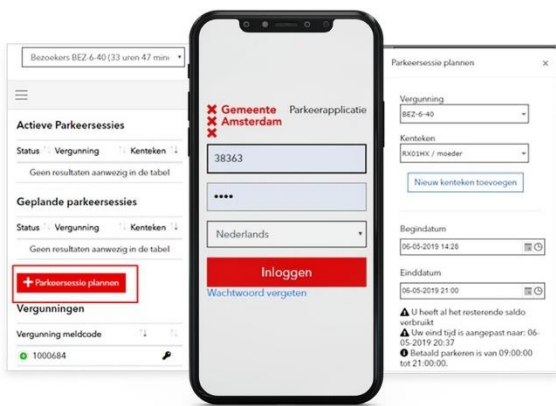 Bezoekers BEZ-6-40 (33 uren 47 min
Actieve Parkeersessies
Status Vergunning Kenteken
Geen resultaten aanwezig in de tabel
Geplande parkeersessies
Status Vergunning Kenteken
Geen resultaten aanwezig in de tabel
+ Parkeersessie plannen
Vergunningen
Vergunning meldcode
1000684
Gemeente
Amsterdam
Parkeerapplicatie
38363
••••
Nederlands
Inloggen
Wachtwoord vergeten
Parkeersessie plannen ×
Vergunning
BEZ-6-40
Kenteken
RX01HX / moeder
Nieuw kenteken toevoegen
Begindatum
06-05-2019 14:28
Einddatum
06-05-2019 21:00
U heeft al het resterende saldo
verbruikt
Uw eind tijd is aangepast naar: 06-
05-2019 20:37
Betaald parkeren is van 09:00:00
tot 21:00:00.